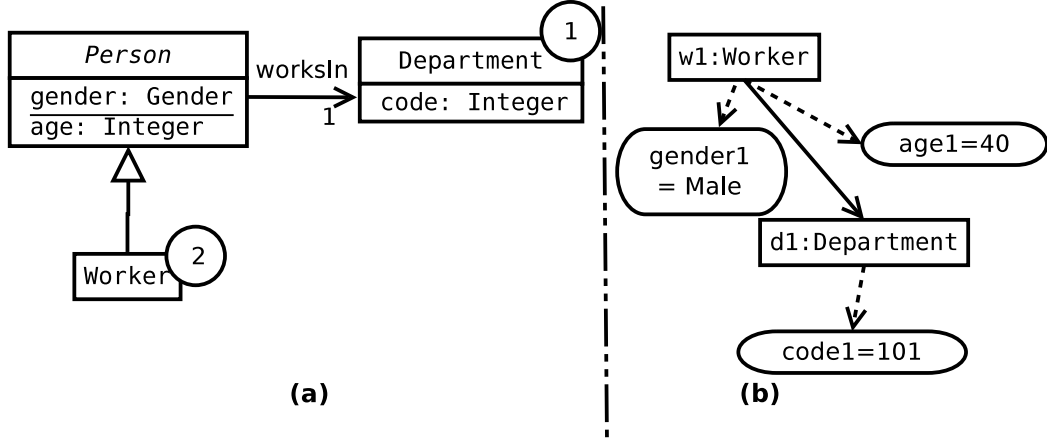 Person
gender: Gender
age: Integer
worksIn
1
Department
code: Integer
1
Worker
2
(a)
w1:Worker
gender1
= Male
age1=40
d1:Department
code1=101
(b)